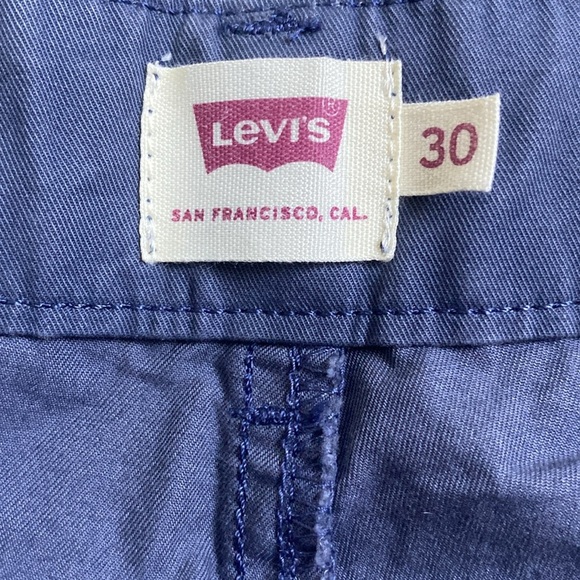 Levi's
30
SAN FRANCISCO, CAL.